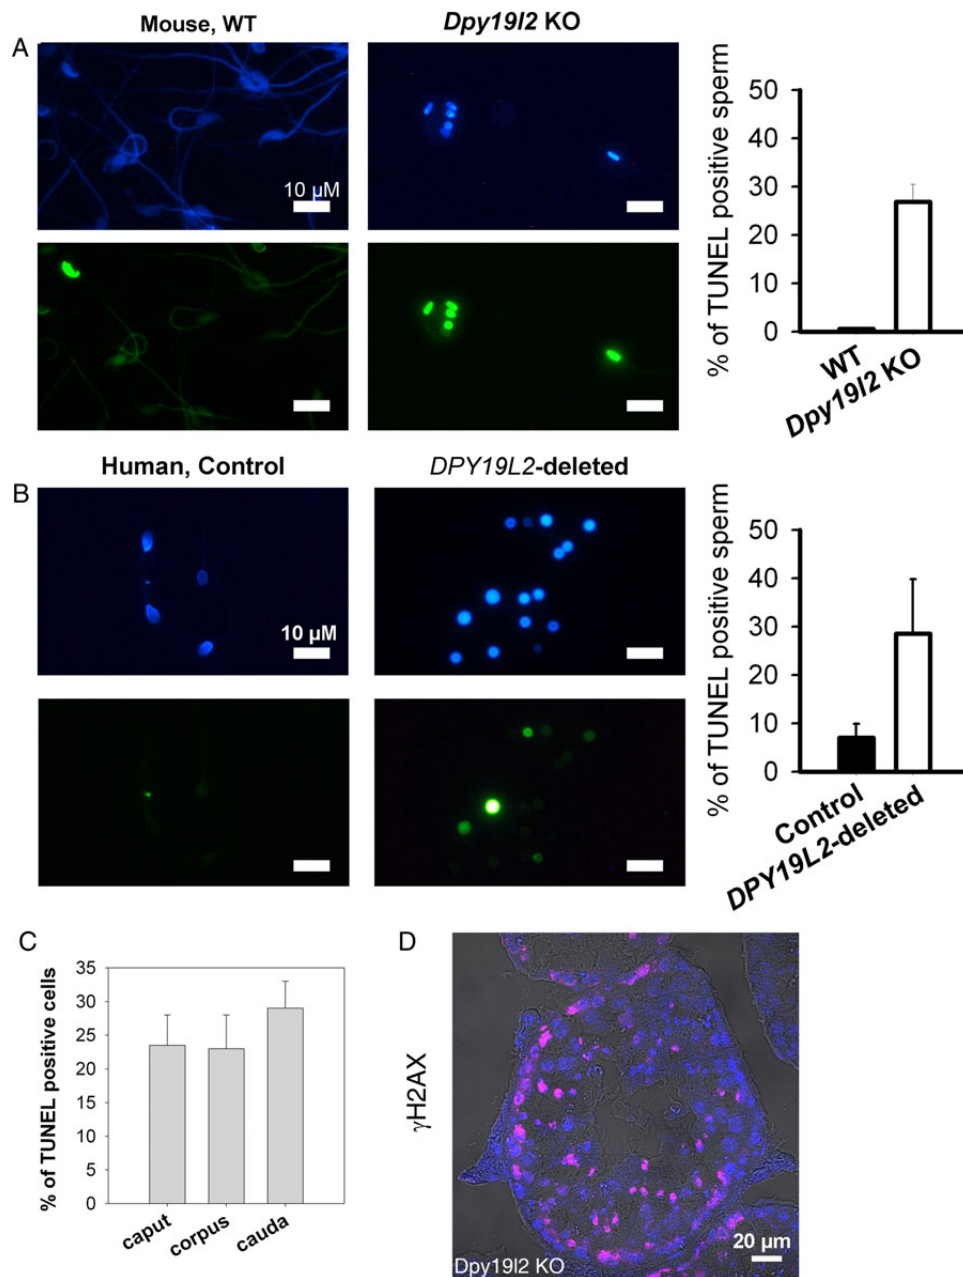 A
Mouse, WT
Dpy19l2 KO
10 µM
% of TUNEL positive sperm
50
40
30
20
10
0
WT
Dpy19l2 KO
B
Human, Control
DPY19L2-deleted
10 µM
% of TUNEL positive sperm
50
40
30
20
10
0
Control
DPY19L2-deleted
C
% of TUNEL positive cells
35
30
25
20
15
10
5
0
caput
corpus
cauda
D
γH2AX
20 µm
Dpy19l2 KO